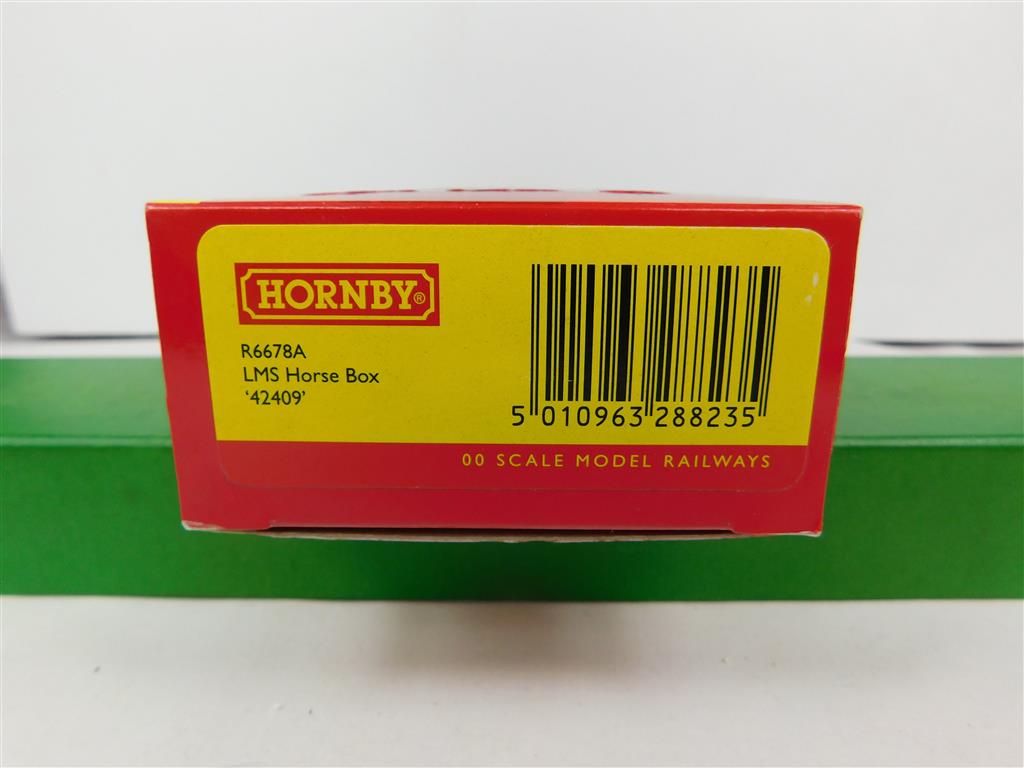 HORNBY®
R6678A
LMS Horse Box
‘42409’
5 010963 288235
00 SCALE MODEL RAILWAYS